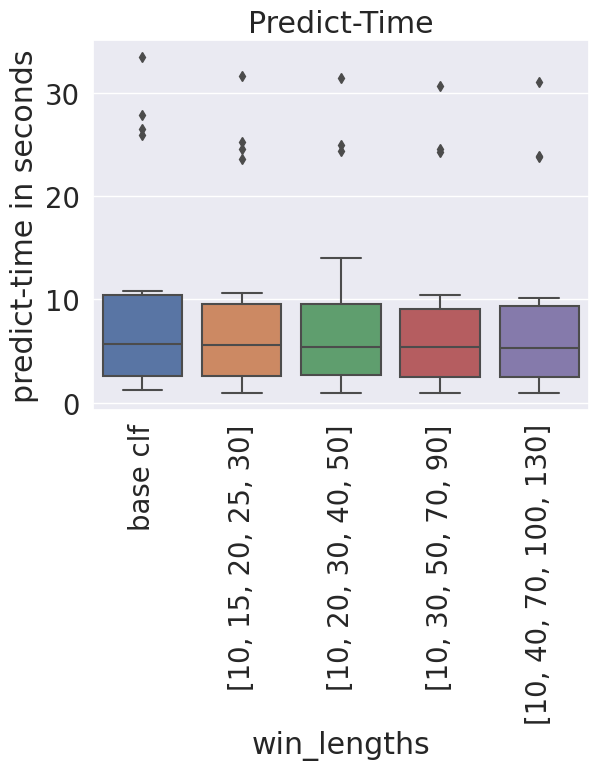 Predict-Time
predict-time in seconds
30
20
10
0
base clf
[10, 15, 20, 25, 30]
[10, 20, 30, 40, 50]
[10, 30, 50, 70, 90]
[10, 40, 70, 100, 130]
win_lengths